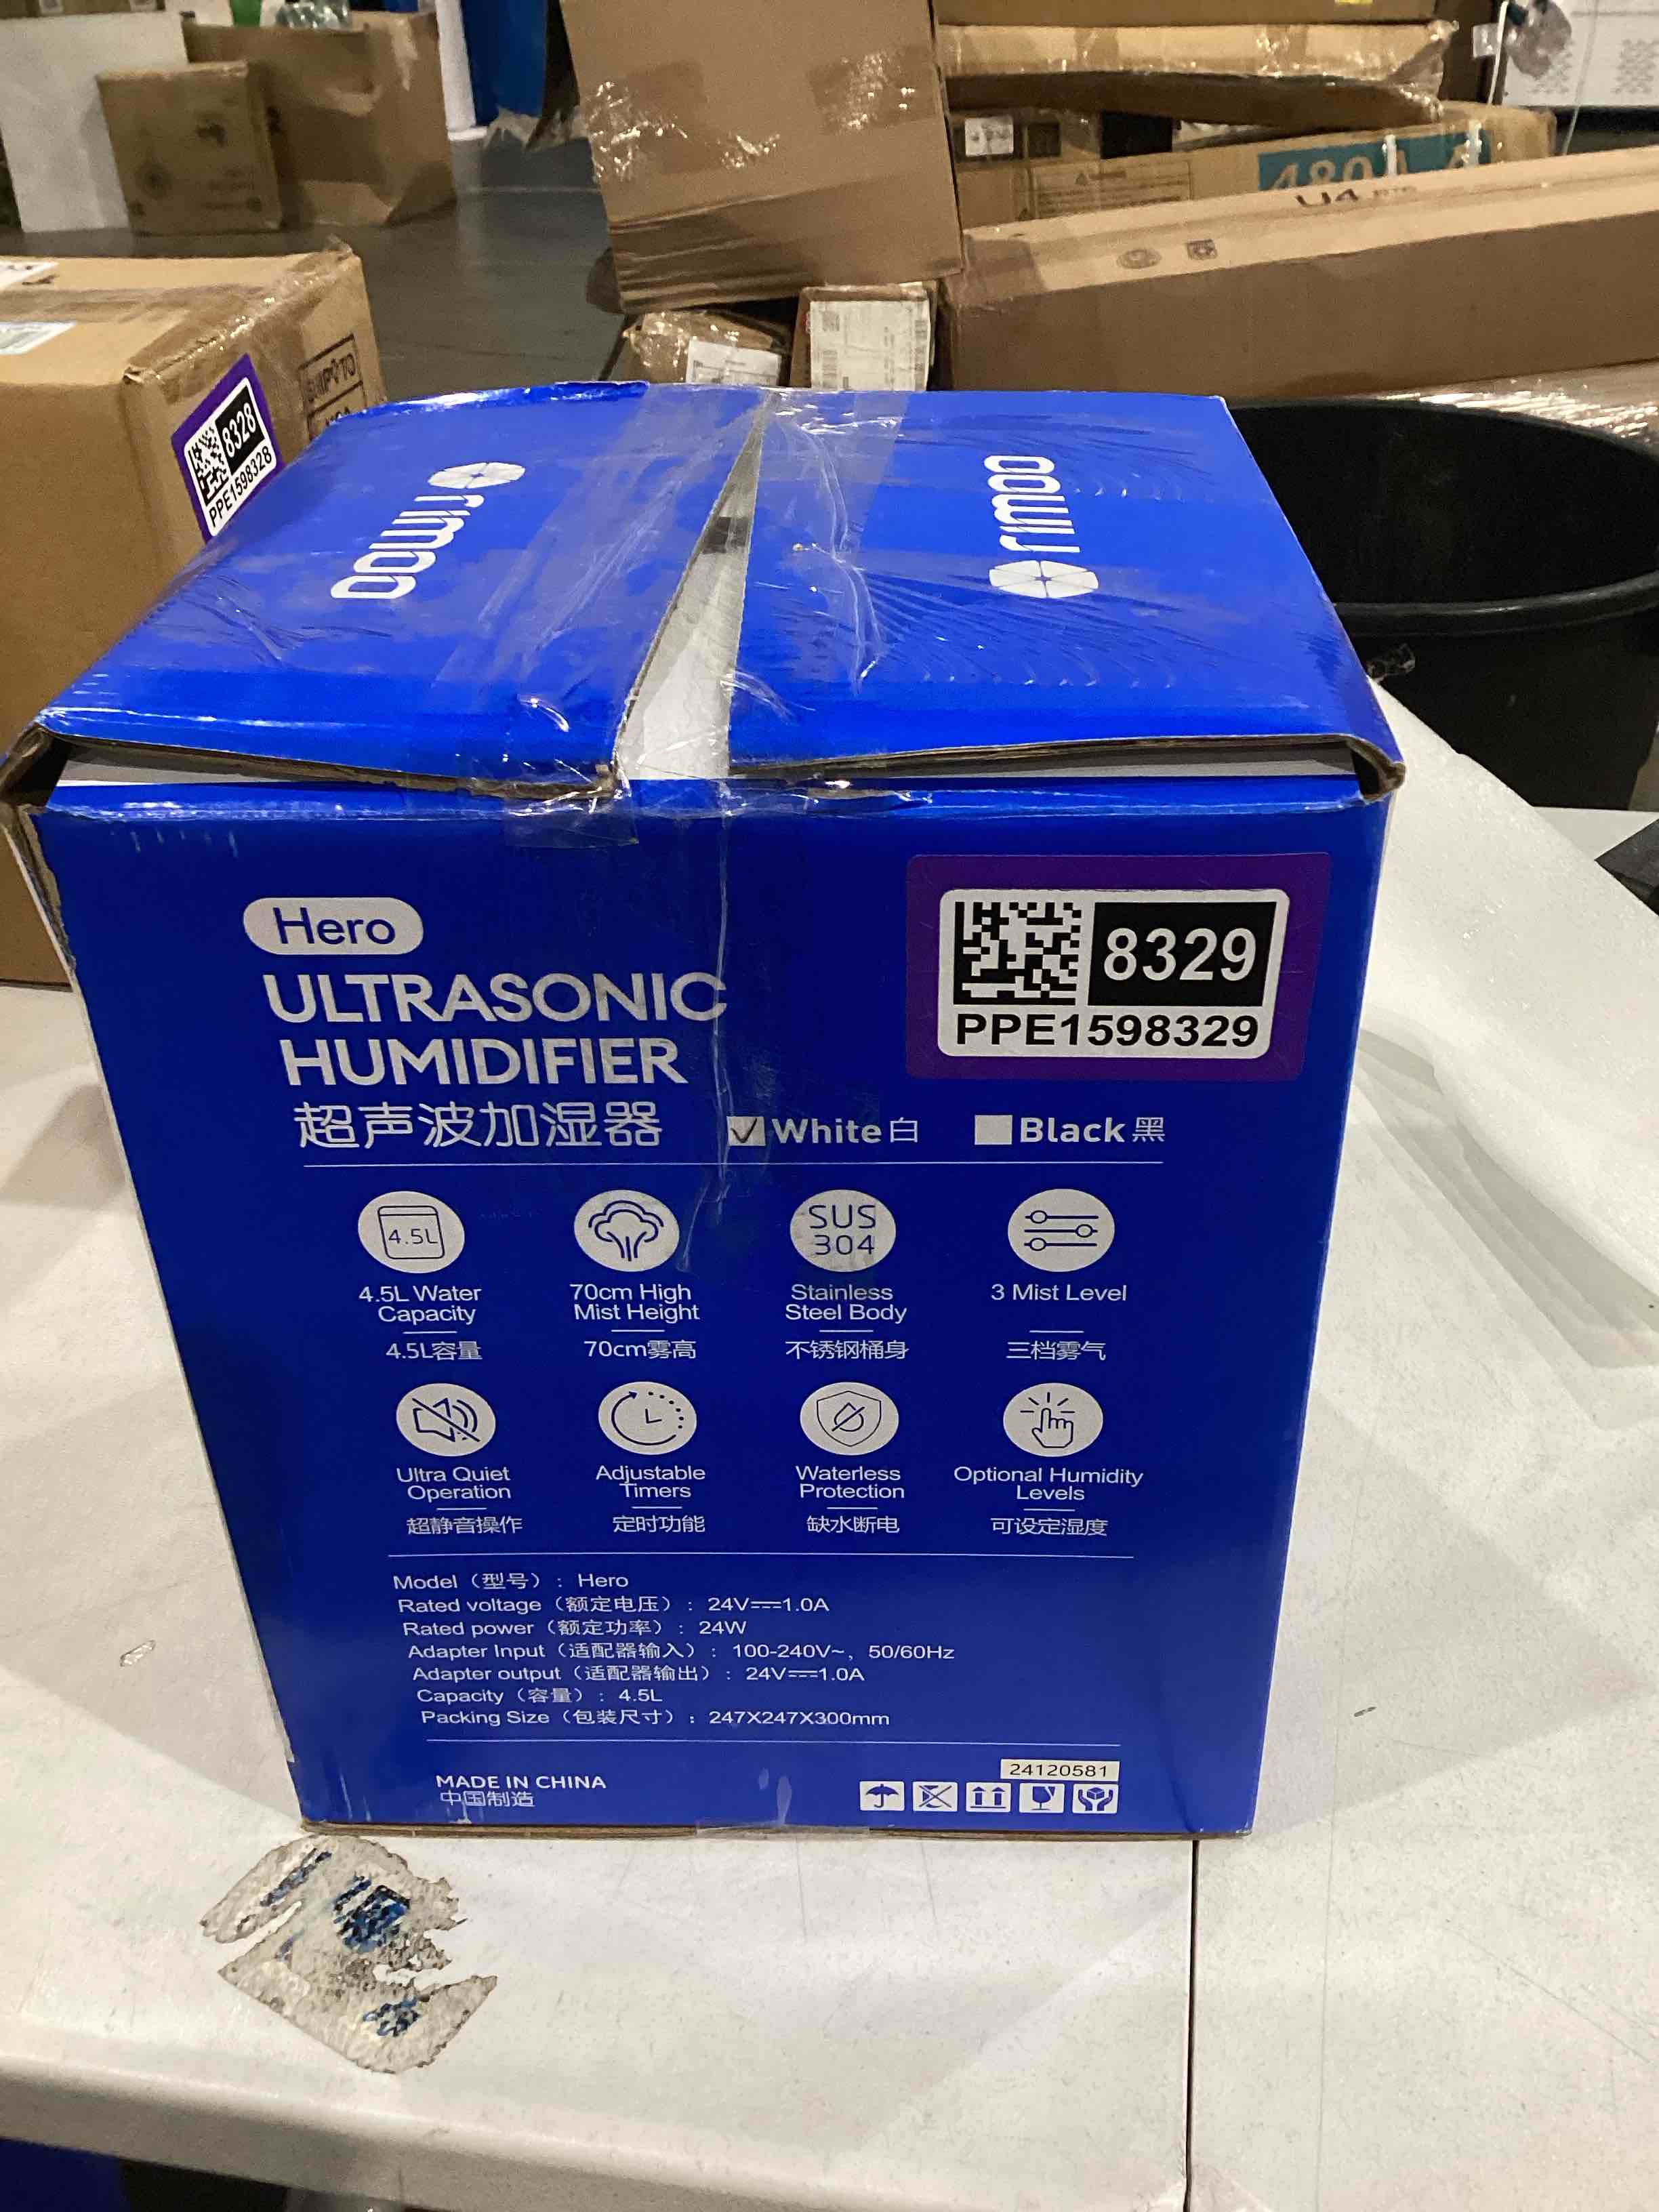 480A
U4
8328
PPE1598328
rimoo
rimoo
Hero
ULTRASONIC
HUMIDIFIER
超声波加湿器
White白
Black黑
8329
PPE1598329
4.5L
SUS
304
4.5L Water
Capacity
4.5L容量
70cm High
Mist Height
70cm雾高
Stainless
Steel Body
不锈钢桶身
3 Mist Level
三档雾气
Ultra Quiet
Operation
超静音操作
Adjustable
Timers
定时功能
Waterless
Protection
缺水断电
Optional Humidity
Levels
可设定湿度
Model（型号）: Hero
Rated voltage（额定电压）: 24V⎓1.0A
Rated power（额定功率）: 24W
Adapter Input（适配器输入）: 100-240V~, 50/60Hz
Adapter output（适配器输出）: 24V⎓1.0A
Capacity（容量）: 4.5L
Packing Size（包装尺寸）: 247X247X300mm
MADE IN CHINA
中国制造
24120581